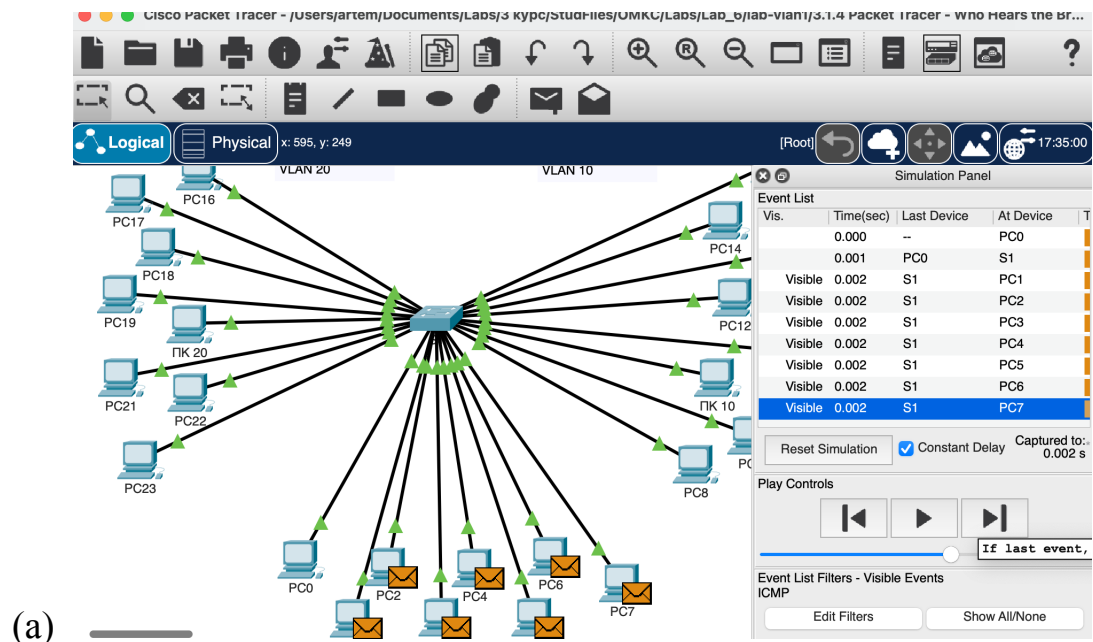 Cisco Packet Tracer - /Users/artem/Documents/Labs/3 курс/StudFiles/ОМКС/Labs/Lab_6/lab-vlan1/3.1.4 Packet Tracer - Who Hears the Br...
Logical
Physical
x: 595, y: 249
[Root]
17:35:00
VLAN 20
VLAN 10
PC16
PC17
PC18
PC19
ПК 20
PC21
PC22
PC23
PC14
PC12
ПК 10
PC8
PC0
PC2
PC4
PC6
PC7
Simulation Panel
Event List
Vis. Time(sec) Last Device At Device T
0.000 -- PC0
0.001 PC0 S1
Visible 0.002 S1 PC1
Visible 0.002 S1 PC2
Visible 0.002 S1 PC3
Visible 0.002 S1 PC4
Visible 0.002 S1 PC5
Visible 0.002 S1 PC6
Visible 0.002 S1 PC7
Reset Simulation
Constant Delay
Captured to:
0.002 s
Play Controls
If last event,
Event List Filters - Visible Events
ICMP
Edit Filters
Show All/None
(a)